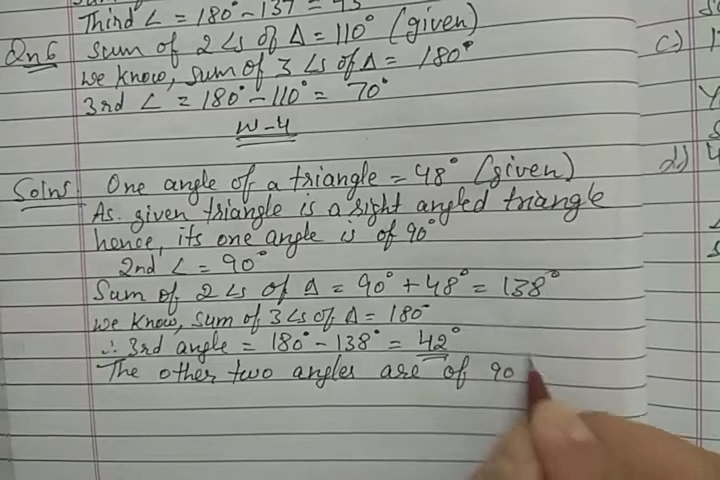 Third ∠ = 180° - 137 =
Qn 6 Sum of 2 ∠s of Δ = 110° (given)
we know, sum of 3 ∠s of Δ = 180°
3rd ∠ = 180° - 110° = 70°
W-4
Solns One angle of a triangle = 48° (given)
As given triangle is a right angled triangle
hence, its one angle is of 90°
2nd ∠ = 90°
Sum of 2 ∠s of Δ = 90° + 48° = 138°
we know, sum of 3 ∠s of Δ = 180°
∴ 3rd angle = 180° - 138° = 42°
The other two angles are of 90
c)
d)